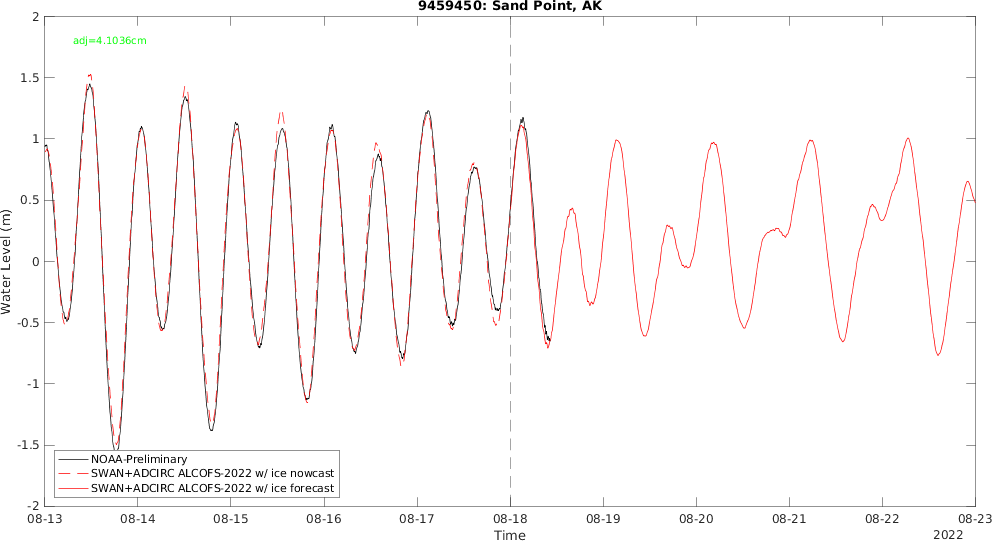 9459450: Sand Point, AK
adj=4.1036cm
Water Level (m)
2
1.5
1
0.5
0
-0.5
-1
-1.5
-2
NOAA-Preliminary
SWAN+ADCIRC ALCOFS-2022 w/ ice nowcast
SWAN+ADCIRC ALCOFS-2022 w/ ice forecast
08-13 08-14 08-15 08-16 08-17 08-18 08-19 08-20 08-21 08-22 08-23
Time
2022